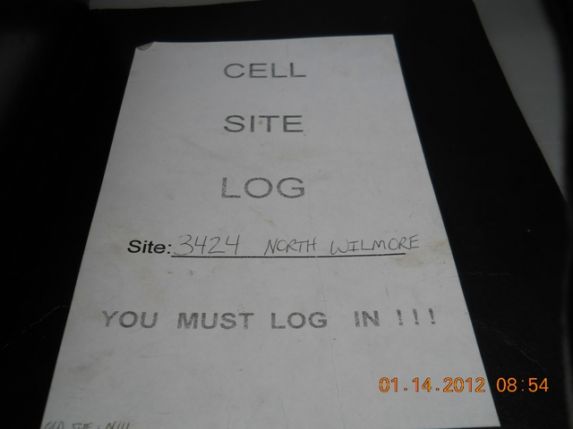 CELL
SITE
LOG
Site: 3424 NORTH WILMORE
YOU MUST LOG IN !!!
01.14.2012 08:54